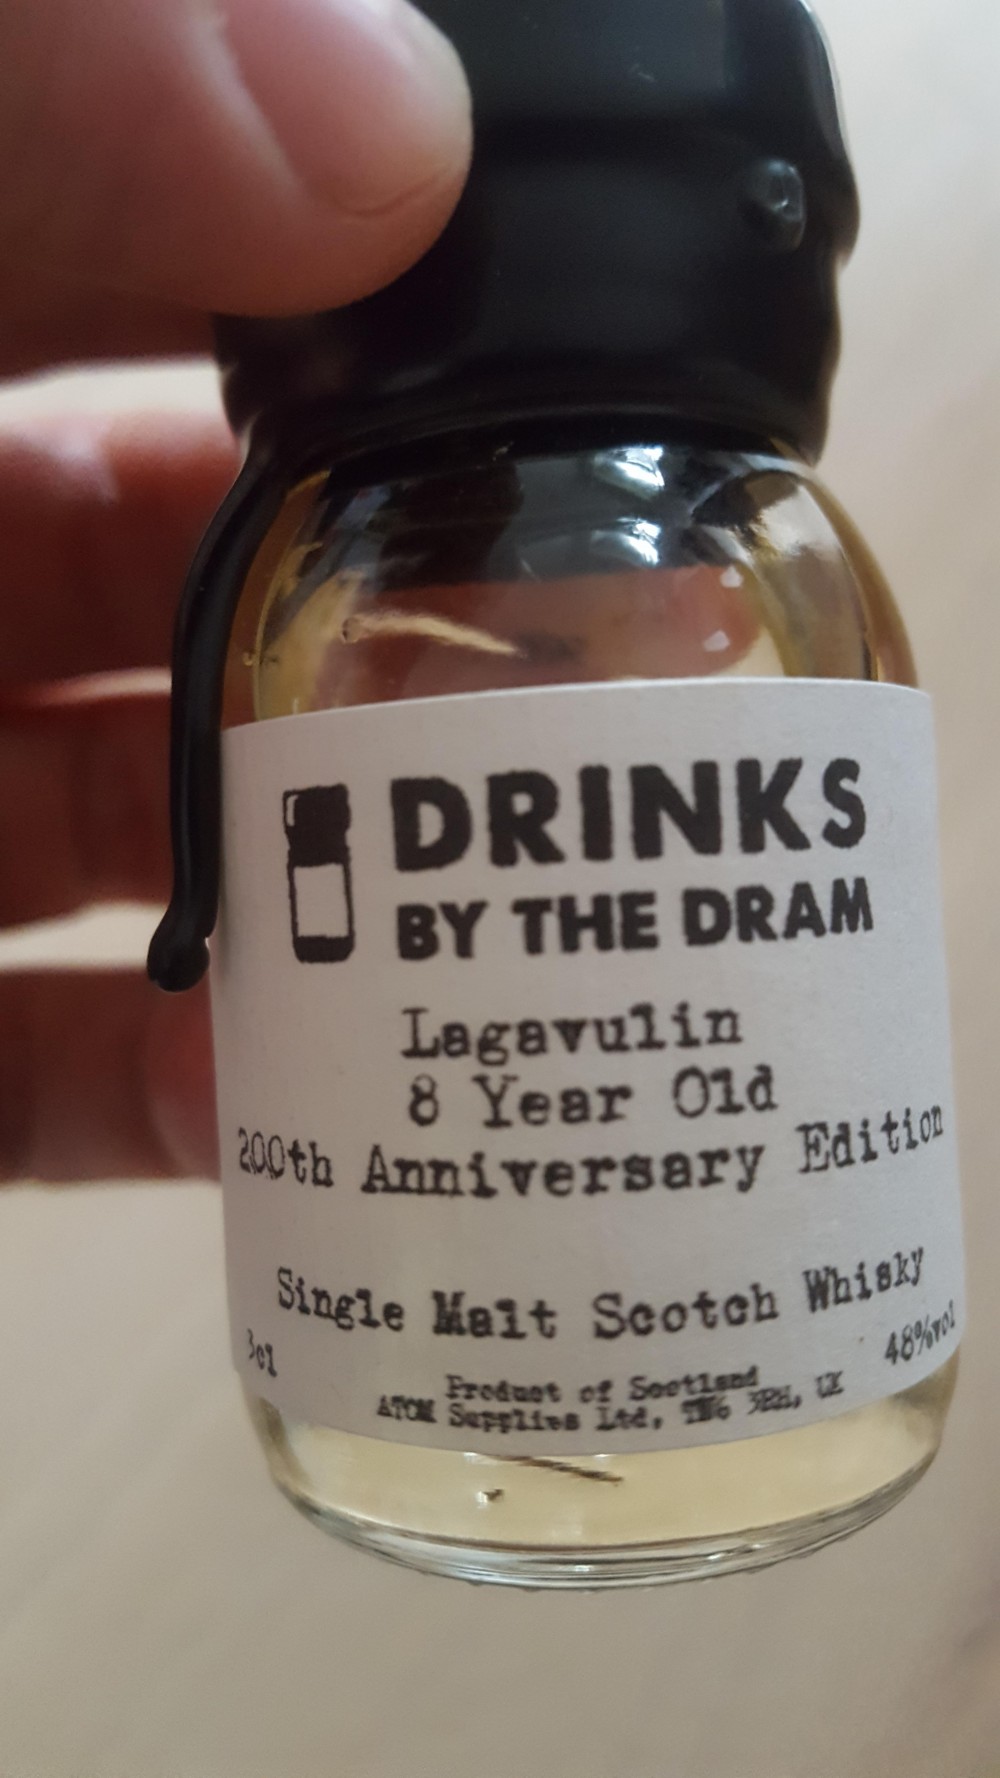 DRINKS
BY THE DRAM
Lagavulin
8 Year Old
200th Anniversary Edition
Single Malt Scotch Whisky
3cl
48%vol
Product of Scotland
ATOM Supplies Ltd, TN6 3RH, UK